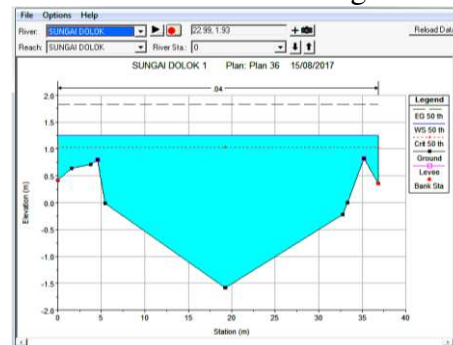 File Options Help
River: SUNGAI DOLOK 22.99, 1.93 Reload Data
Reach: SUNGAI DOLOK River Sta.: 0
SUNGAI DOLOK 1 Plan: Plan 36 15/08/2017
.04
Legend
EG 50 th
WS 50 th
Crit 50 th
Ground
Levee
Bank Sta
Elevation (m)
2.0
1.5
1.0
0.5
0.0
-0.5
-1.0
-1.5
-2.0
0 5 10 15 20 25 30 35 40
Station (m)